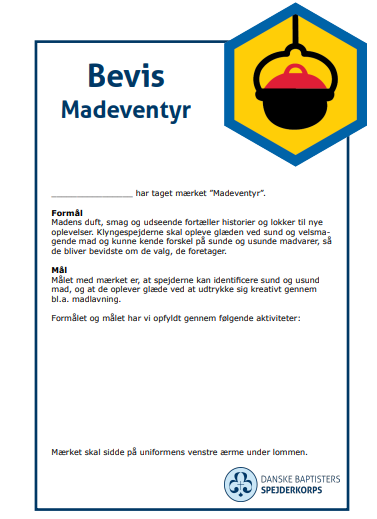 Bevis
Madeventyr
_________________ har taget mærket "Madeventyr".
Formål
Madens duft, smag og udseende fortæller historier og lokker til nye
oplevelser. Klyngespejderne skal opleve glæden ved sund og velsma-
gende mad og kunne kende forskel på sunde og usunde madvarer, så
de bliver bevidste om de valg, de foretager.
Mål
Målet med mærket er, at spejderne kan identificere sund og usund
mad, og at de oplever glæde ved at udtrykke sig kreativt gennem
bl.a. madlavning.
Formålet og målet har vi opfyldt gennem følgende aktiviteter:
Mærket skal sidde på uniformens venstre ærme under lommen.
DANSKE BAPTISTERS
SPEJDERKORPS